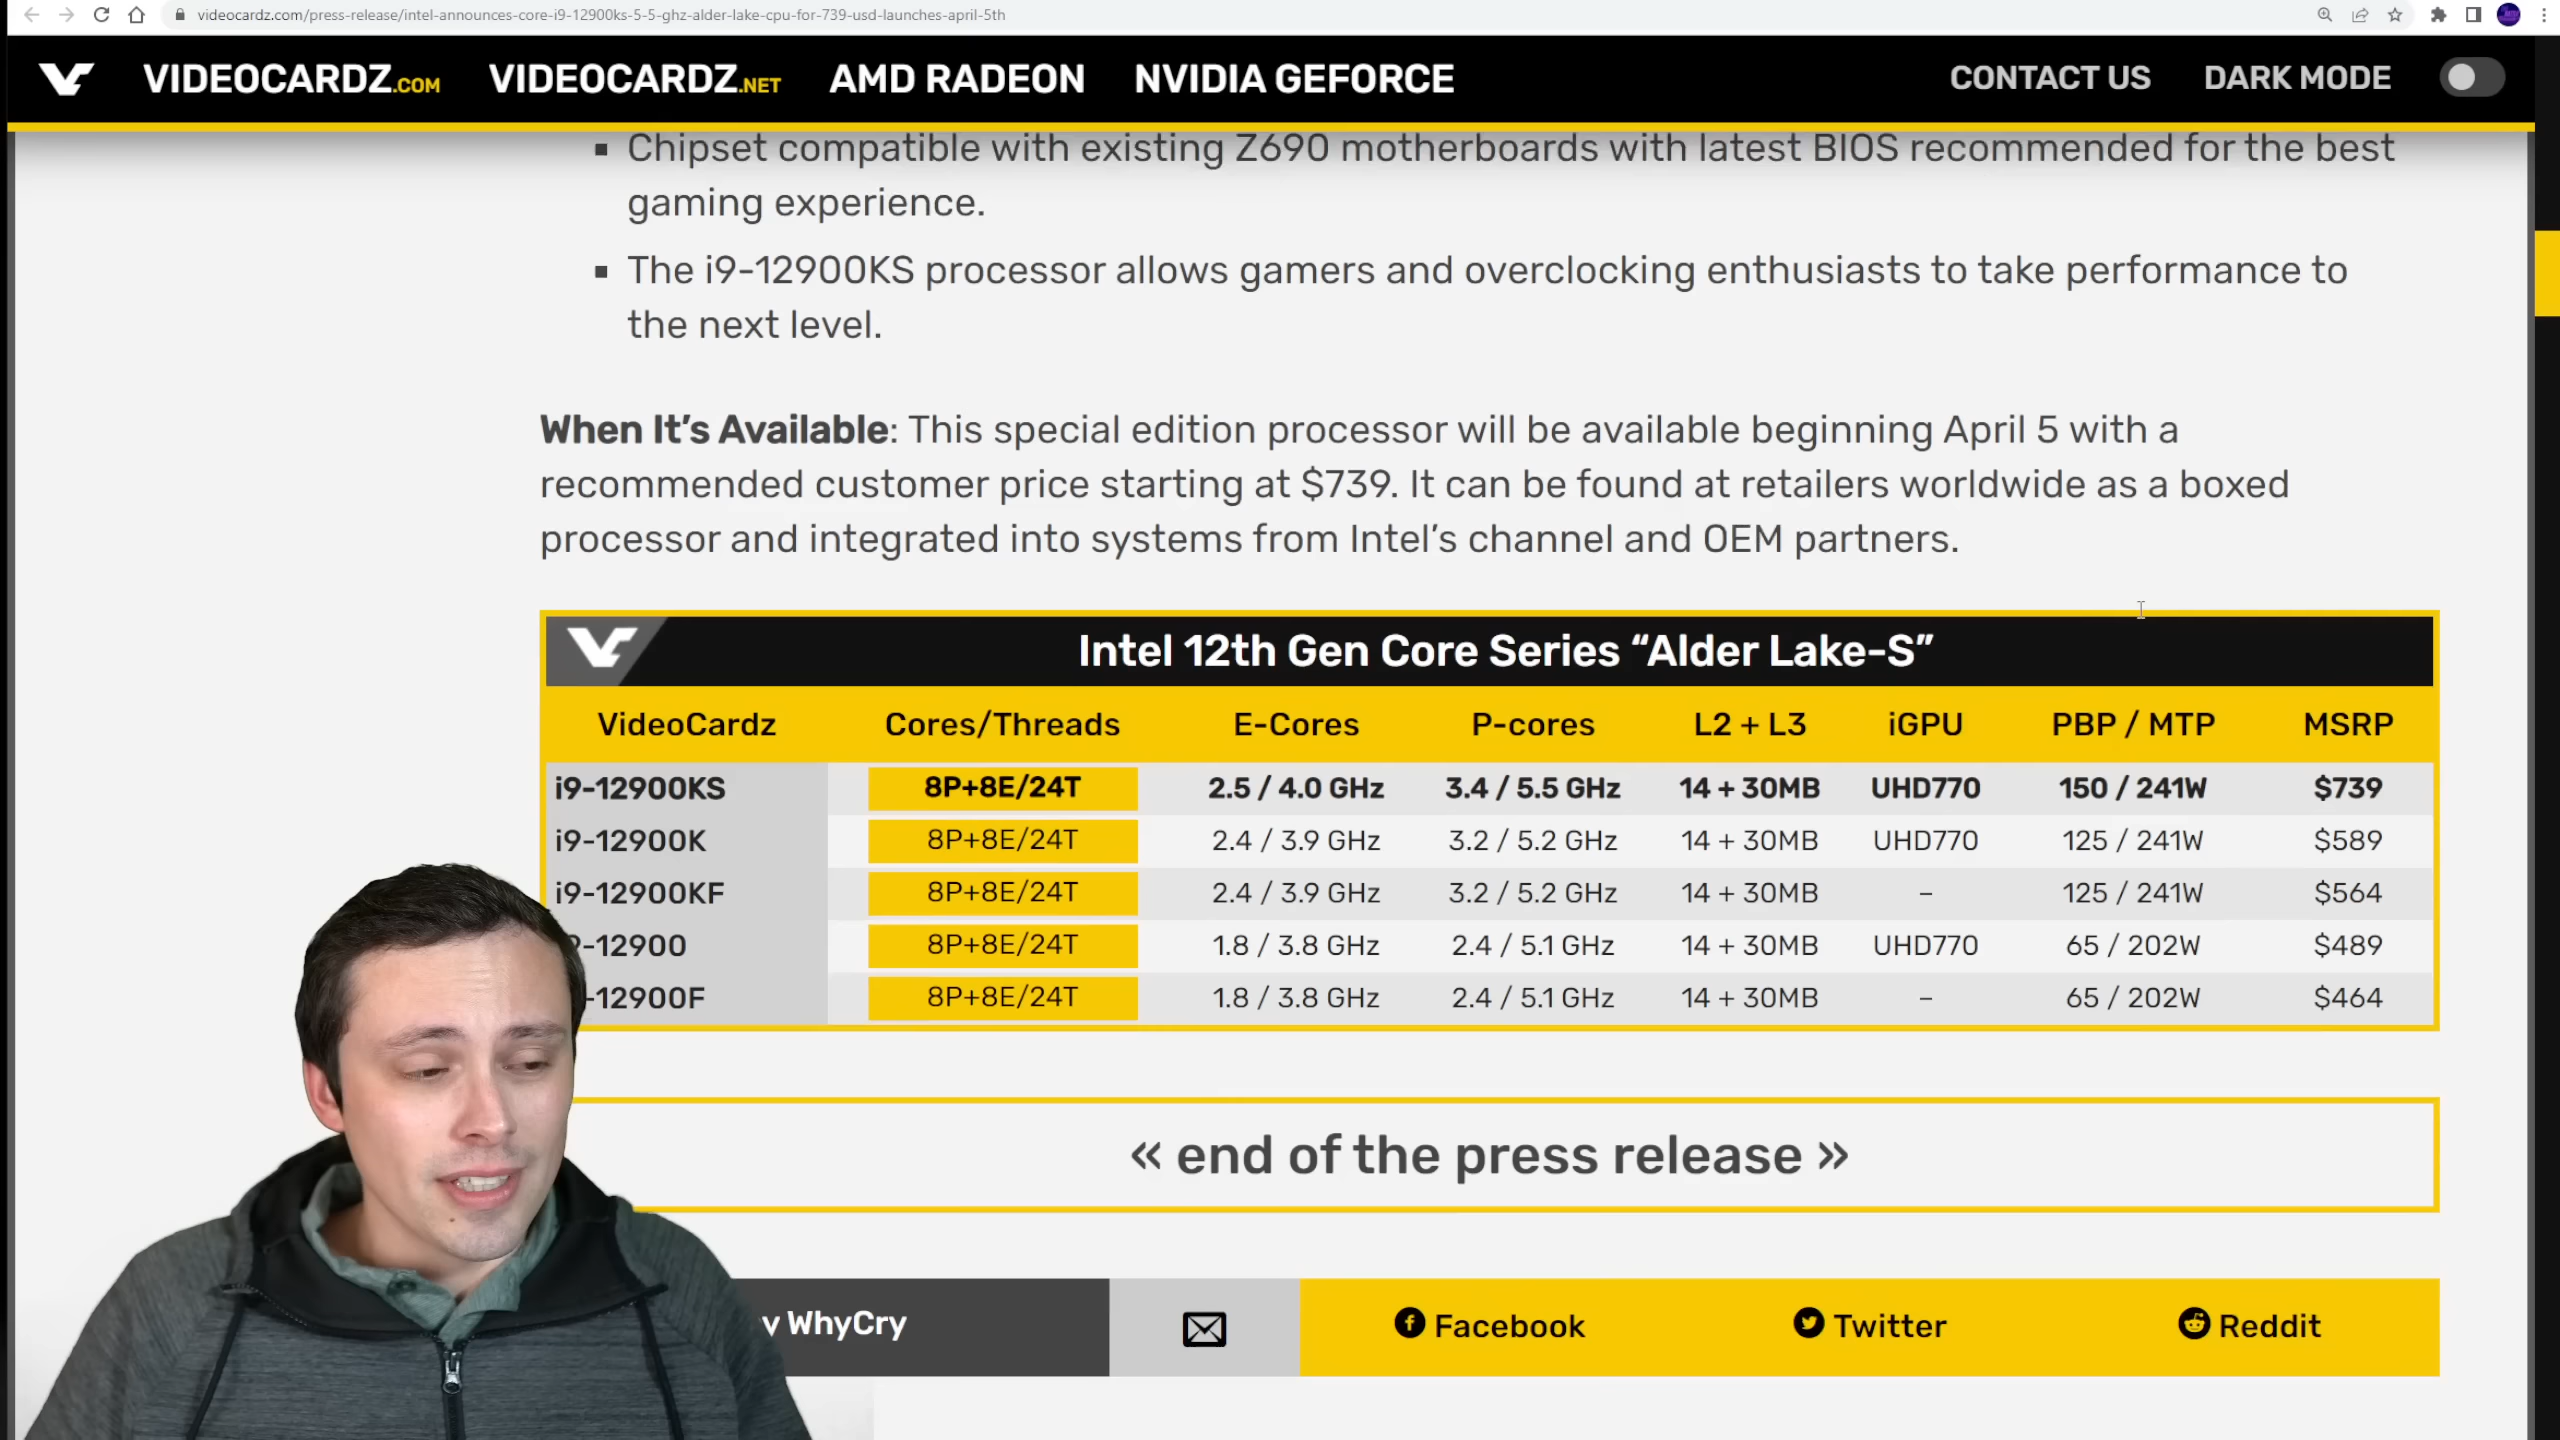 videocardz.com/press-release/intel-announces-core-i9-12900ks-5-5-ghz-alder-lake-cpu-for-739-usd-launches-april-5th
VIDEOCARDZ.COM VIDEOCARDZ.NET AMD RADEON NVIDIA GEFORCE CONTACT US DARK MODE
▪ Chipset compatible with existing Z690 motherboards with latest BIOS recommended for the best
gaming experience.
▪ The i9-12900KS processor allows gamers and overclocking enthusiasts to take performance to
the next level.
When It’s Available: This special edition processor will be available beginning April 5 with a
recommended customer price starting at $739. It can be found at retailers worldwide as a boxed
processor and integrated into systems from Intel’s channel and OEM partners.
Intel 12th Gen Core Series “Alder Lake-S”
VideoCardz Cores/Threads E-Cores P-cores L2 + L3 iGPU PBP / MTP MSRP
i9-12900KS 8P+8E/24T 2.5 / 4.0 GHz 3.4 / 5.5 GHz 14 + 30MB UHD770 150 / 241W $739
i9-12900K 8P+8E/24T 2.4 / 3.9 GHz 3.2 / 5.2 GHz 14 + 30MB UHD770 125 / 241W $589
i9-12900KF 8P+8E/24T 2.4 / 3.9 GHz 3.2 / 5.2 GHz 14 + 30MB – 125 / 241W $564
-12900 8P+8E/24T 1.8 / 3.8 GHz 2.4 / 5.1 GHz 14 + 30MB UHD770 65 / 202W $489
-12900F 8P+8E/24T 1.8 / 3.8 GHz 2.4 / 5.1 GHz 14 + 30MB – 65 / 202W $464
« end of the press release »
WhyCry Facebook Twitter Reddit